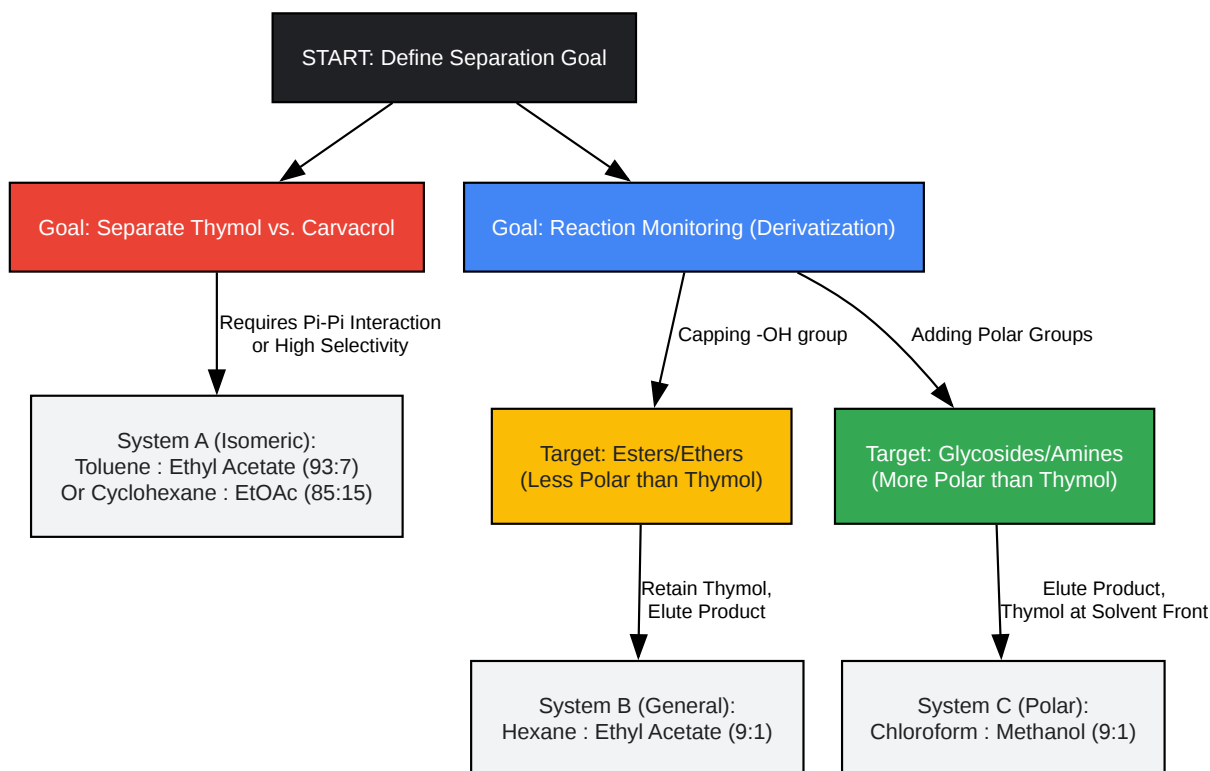 START: Define Separation Goal
Goal: Separate Thymol vs. Carvacrol
Goal: Reaction Monitoring (Derivatization)
Requires Pi-Pi Interaction
or High Selectivity
Capping -OH group
Adding Polar Groups
System A (Isomeric):
Toluene : Ethyl Acetate (93:7)
Or Cyclohexane : EtOAc (85:15)
Target: Esters/Ethers
(Less Polar than Thymol)
Target: Glycosides/Amines
(More Polar than Thymol)
Retain Thymol,
Elute Product
Elute Product,
Thymol at Solvent Front
System B (General):
Hexane : Ethyl Acetate (9:1)
System C (Polar):
Chloroform : Methanol (9:1)